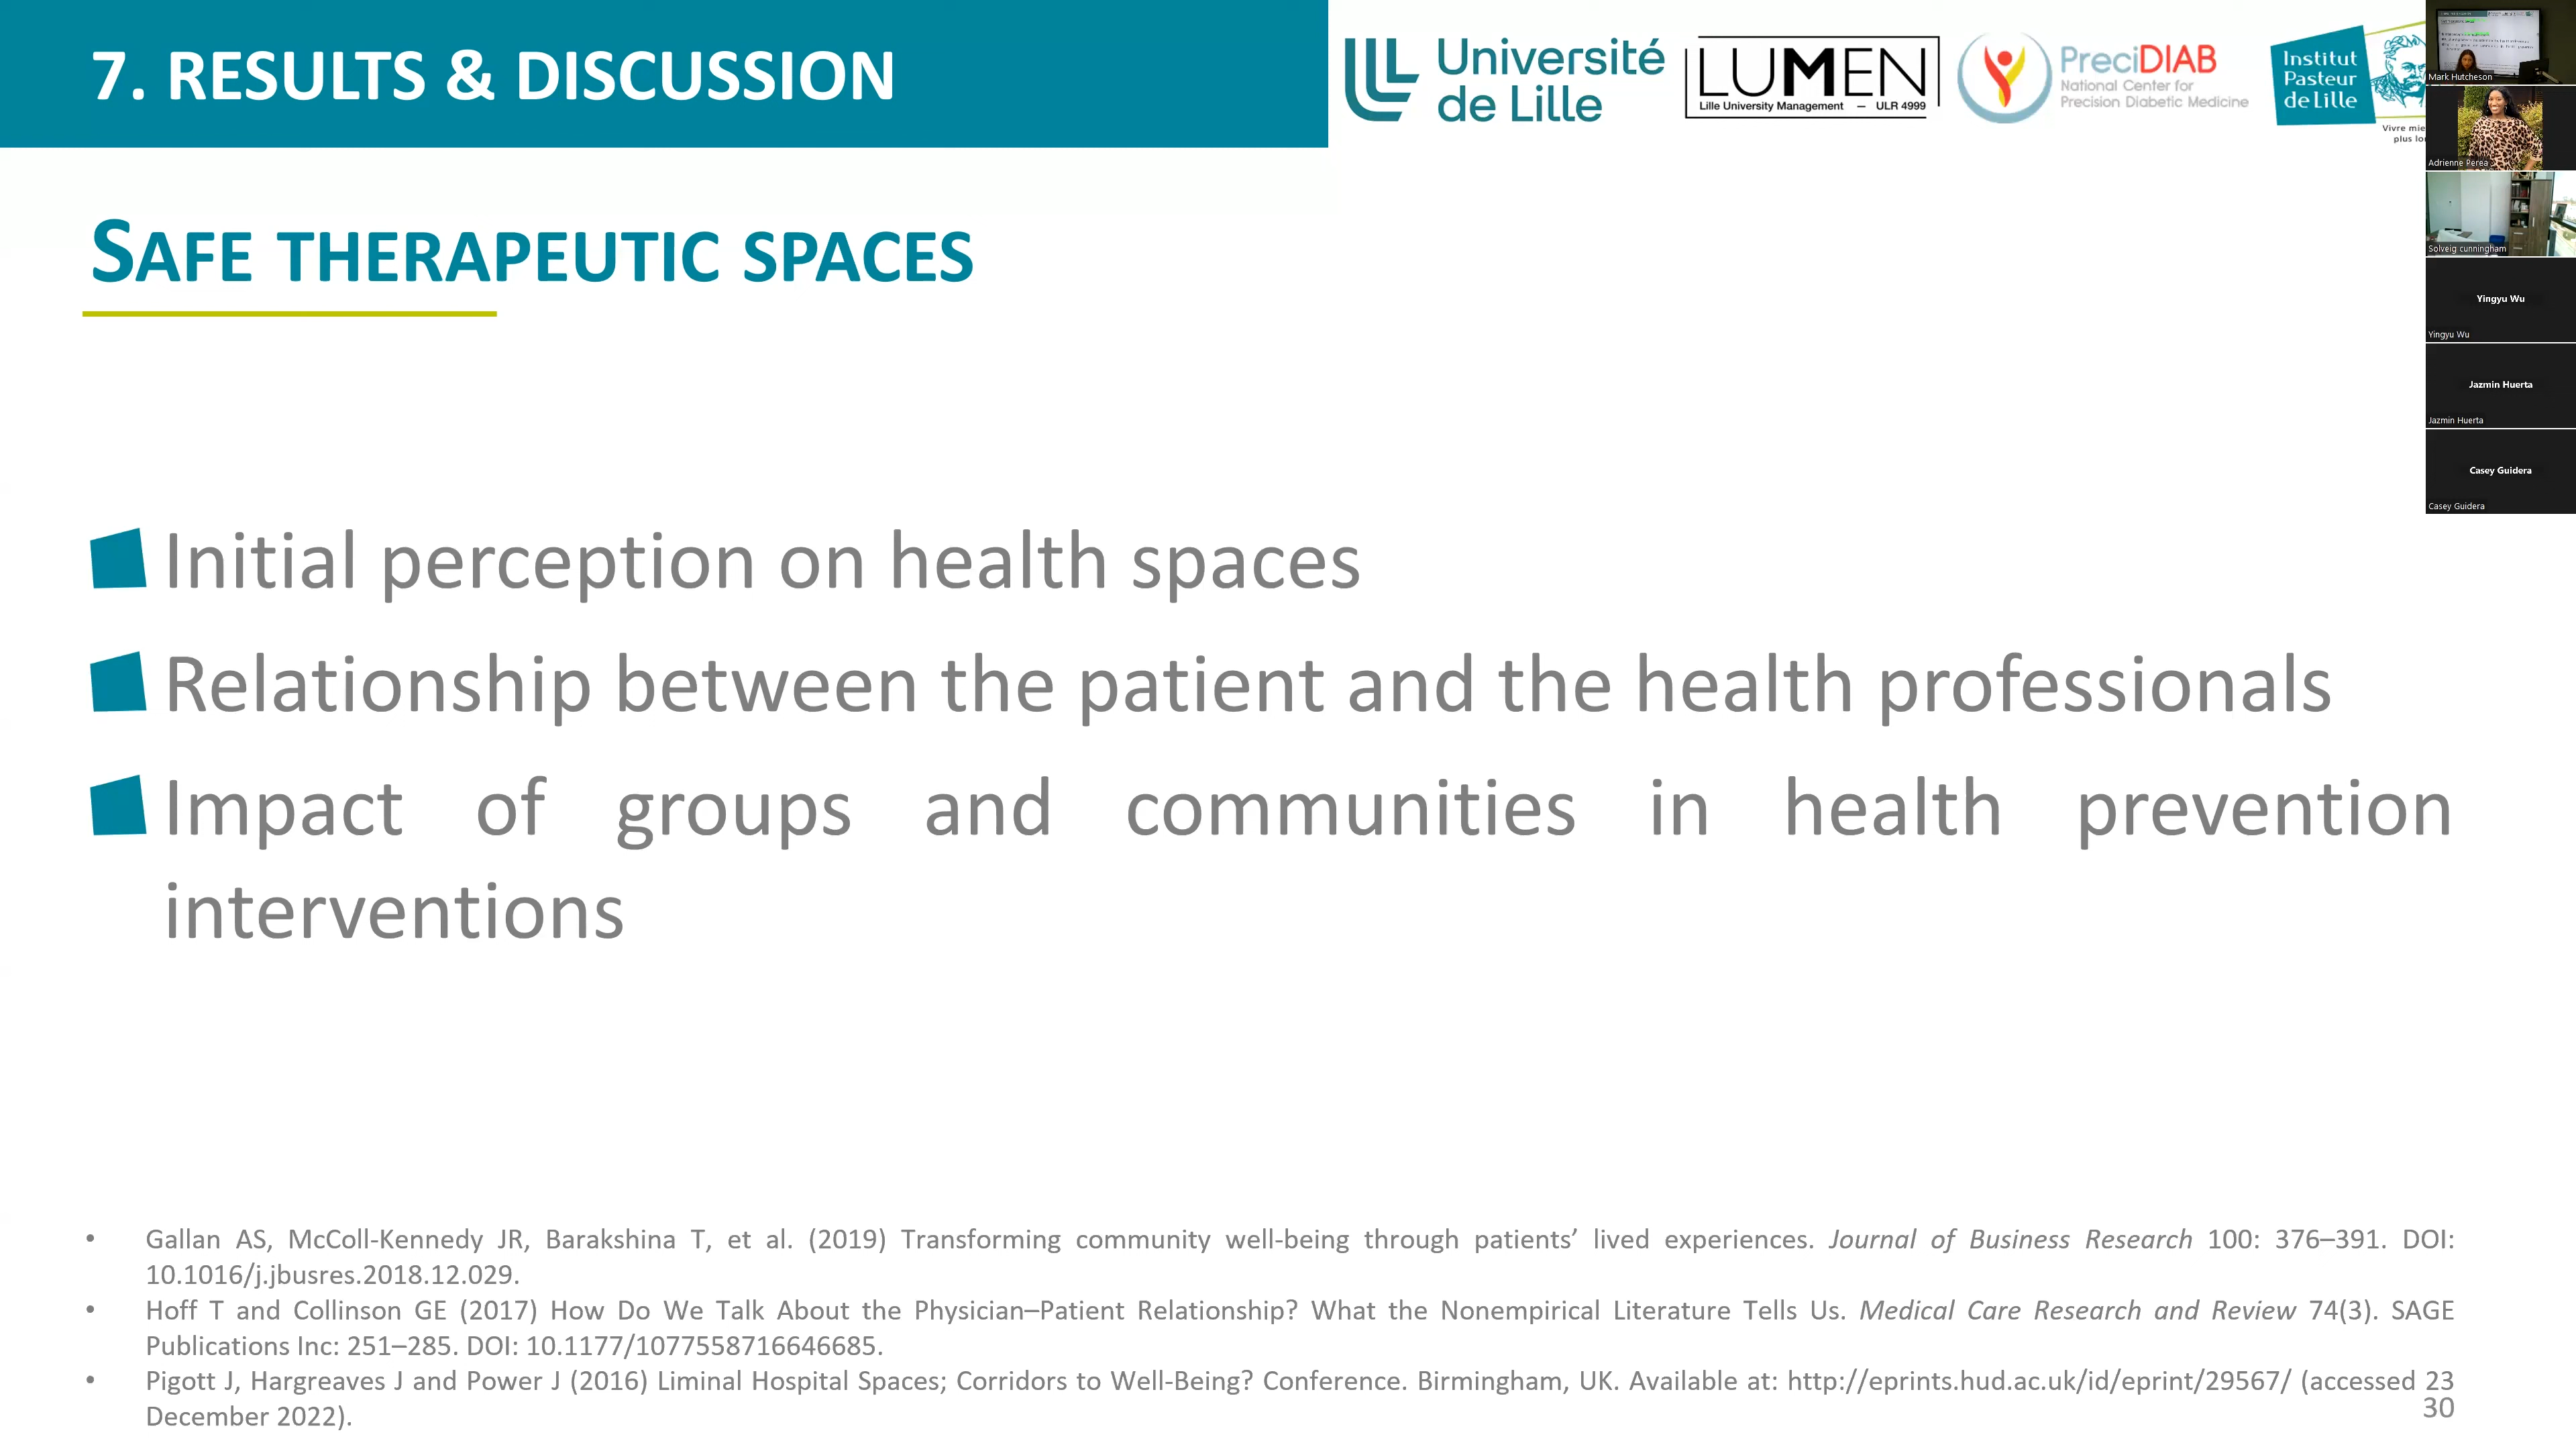 7. RESULTS & DISCUSSION
Université
de Lille
LUMEN
Lille University Management — ULR 4999
PreciDIAB
National Center for
Precision Diabetic Medicine
Institut
Pasteur
de Lille
Vivre mie
plus lo
Mark Hutcheson
Adrienne Perea
Solveig cunningham
Yingyu Wu
Yingyu Wu
Jazmin Huerta
Jazmin Huerta
Casey Guidera
Casey Guidera
SAFE THERAPEUTIC SPACES
Initial perception on health spaces
Relationship between the patient and the health professionals
Impact of groups and communities in health prevention
interventions
• Gallan AS, McColl-Kennedy JR, Barakshina T, et al. (2019) Transforming community well-being through patients’ lived experiences. Journal of Business Research 100: 376–391. DOI:
10.1016/j.jbusres.2018.12.029.
• Hoff T and Collinson GE (2017) How Do We Talk About the Physician–Patient Relationship? What the Nonempirical Literature Tells Us. Medical Care Research and Review 74(3). SAGE
Publications Inc: 251–285. DOI: 10.1177/1077558716646685.
• Pigott J, Hargreaves J and Power J (2016) Liminal Hospital Spaces; Corridors to Well-Being? Conference. Birmingham, UK. Available at: http://eprints.hud.ac.uk/id/eprint/29567/ (accessed 23
December 2022).
30